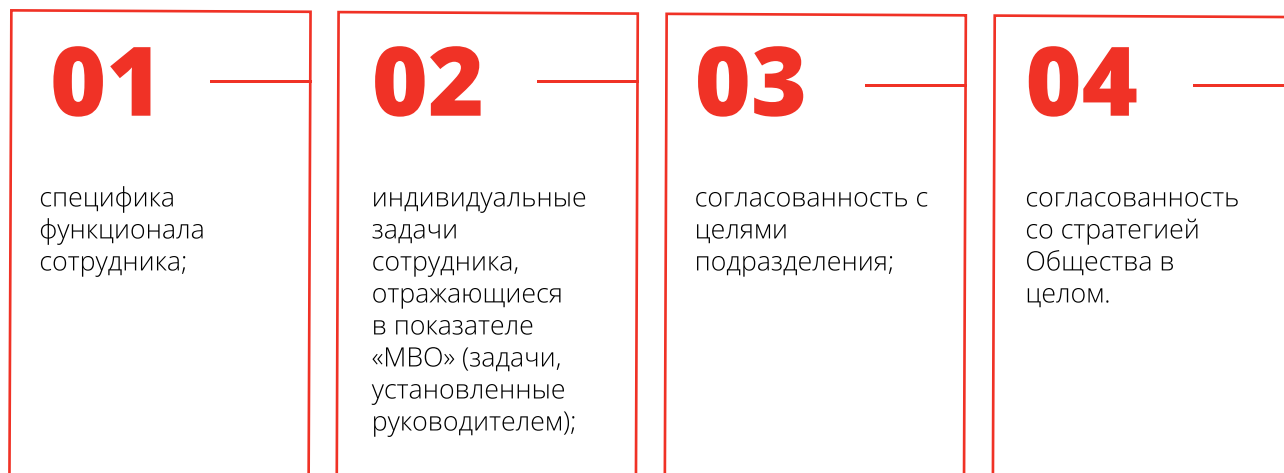 01
специфика
функционала
сотрудника;
02
индивидуальные
задачи
сотрудника,
отражающиеся
в показателе
«МВО» (задачи,
установленные
руководителем);
03
согласованность с
целями
подразделения;
04
согласованность
со стратегией
Общества в
целом.